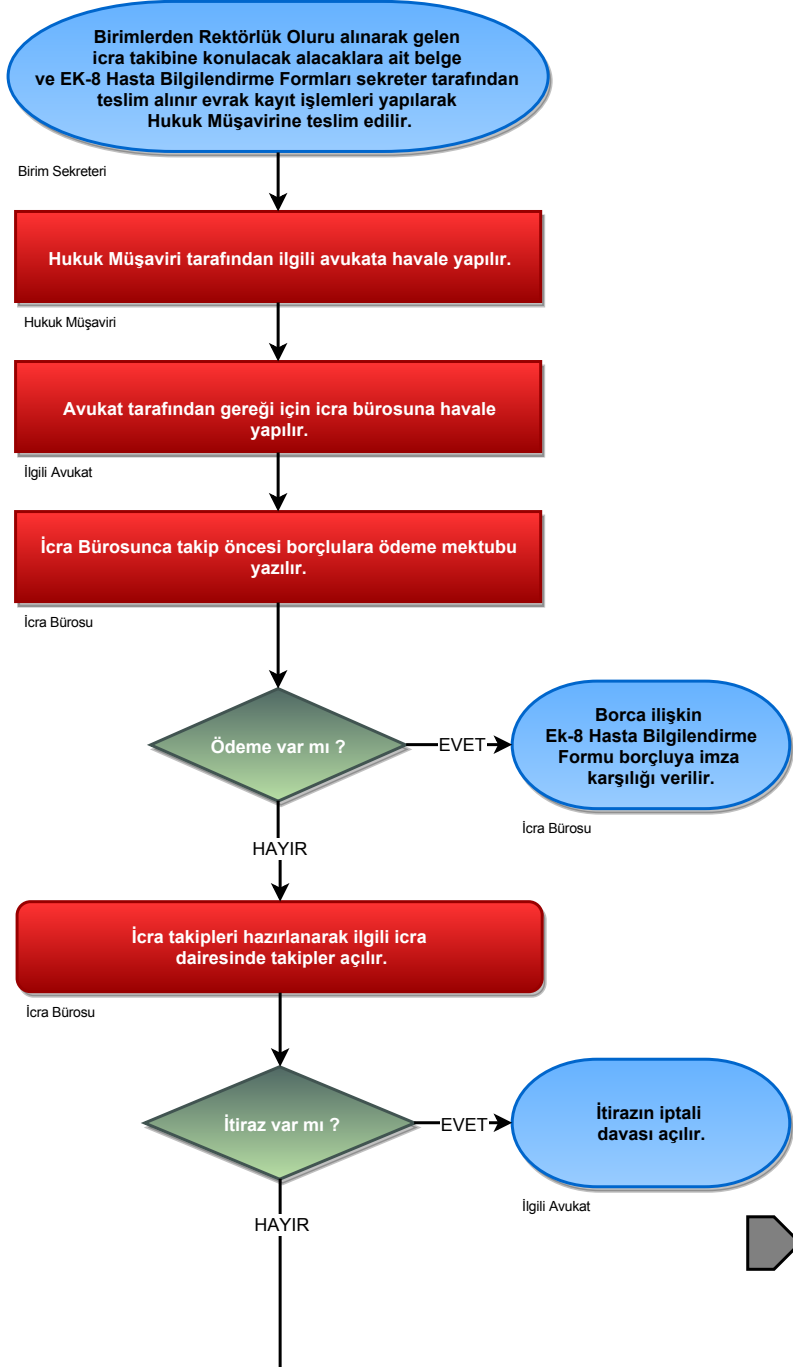 Birimlerden Rektörlük Oluru alınarak gelen
icra takibine konulacak alacaklara ait belge
ve EK-8 Hasta Bilgilendirme Formları sekreter tarafından
teslim alınır evrak kayıt işlemleri yapılarak
Hukuk Müşavirine teslim edilir.
Birim Sekreteri
Hukuk Müşaviri tarafından ilgili avukata havale yapılır.
Hukuk Müşaviri
Avukat tarafından gereği için icra bürosuna havale
yapılır.
İlgili Avukat
İcra Bürosunca takip öncesi borçlulara ödeme mektubu
yazılır.
İcra Bürosu
Ödeme var mı ?
EVET
Borca ilişkin
Ek-8 Hasta Bilgilendirme
Formu borçluya imza
karşılığı verilir.
İcra Bürosu
HAYIR
İcra takipleri hazırlanarak ilgili icra
dairesinde takipler açılır.
İcra Bürosu
İtiraz var mı ?
EVET
İtirazın iptali
davası açılır.
İlgili Avukat
HAYIR